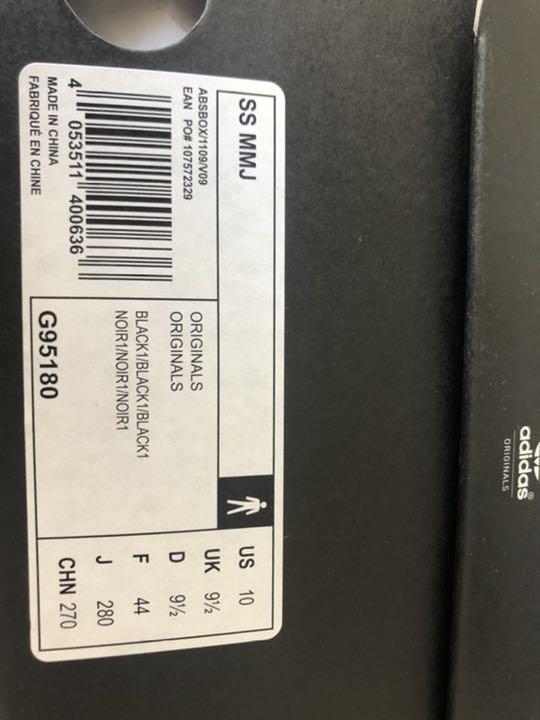 SS MMJ
ABSBOX/1109/V09
EAN PO# 107572329
4 053511 400636
MADE IN CHINA
FABRIQUÉ EN CHINE
ORIGINALS
ORIGINALS
BLACK1/BLACK1/BLACK1
NOIR1/NOIR1/NOIR1
G95180
US 10
UK 9½
D 9½
F 44
J 280
CHN 270
adidas®
ORIGINALS